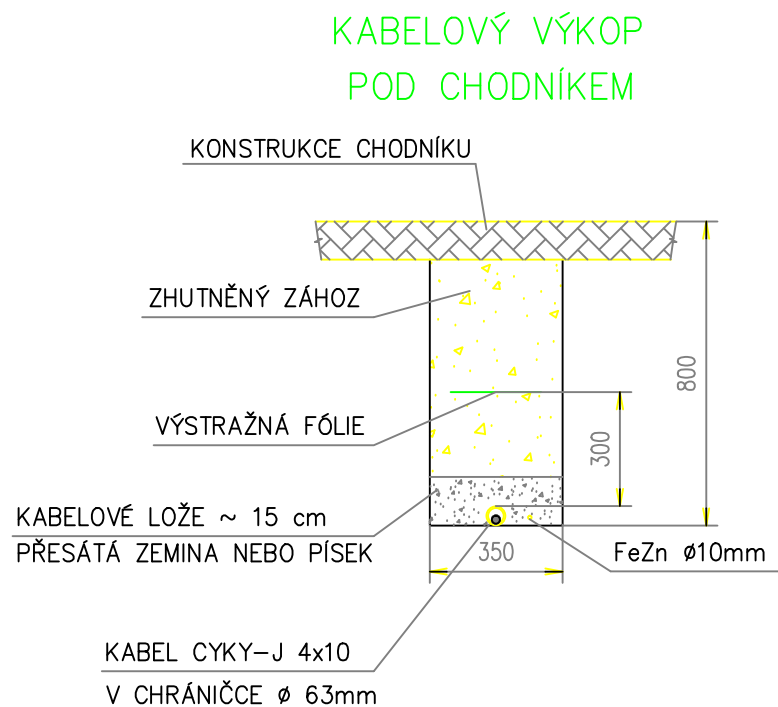 KABELOVÝ VÝKOP
POD CHODNÍKEM
KONSTRUKCE CHODNÍKU
ZHUTNĚNÝ ZÁHOZ
800
VÝSTRAŽNÁ FÓLIE
300
KABELOVÉ LOŽE ~ 15 cm
PŘESÁTÁ ZEMINA NEBO PÍSEK
350
FeZn Ø10mm
KABEL CYKY-J 4x10
V CHRÁNIČCE Ø 63mm